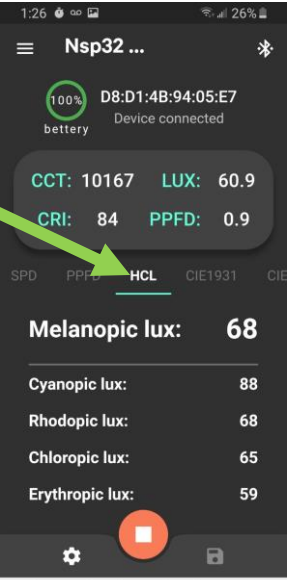 1:26 26%
Nsp32 ...
100%
bettery
D8:D1:4B:94:05:E7
Device connected
CCT: 10167 LUX: 60.9
CRI: 84 PPFD: 0.9
SPD PPFD HCL CIE1931 CIE
Melanopic lux: 68
Cyanopic lux: 88
Rhodopic lux: 68
Chloropic lux: 65
Erythropic lux: 59